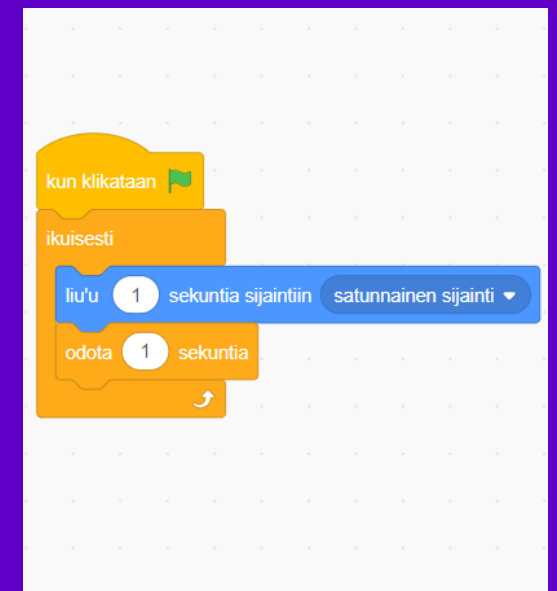 kun klikataan
ikuisesti
liu'u 1 sekuntia sijaintiin satunnainen sijainti
odota 1 sekuntia